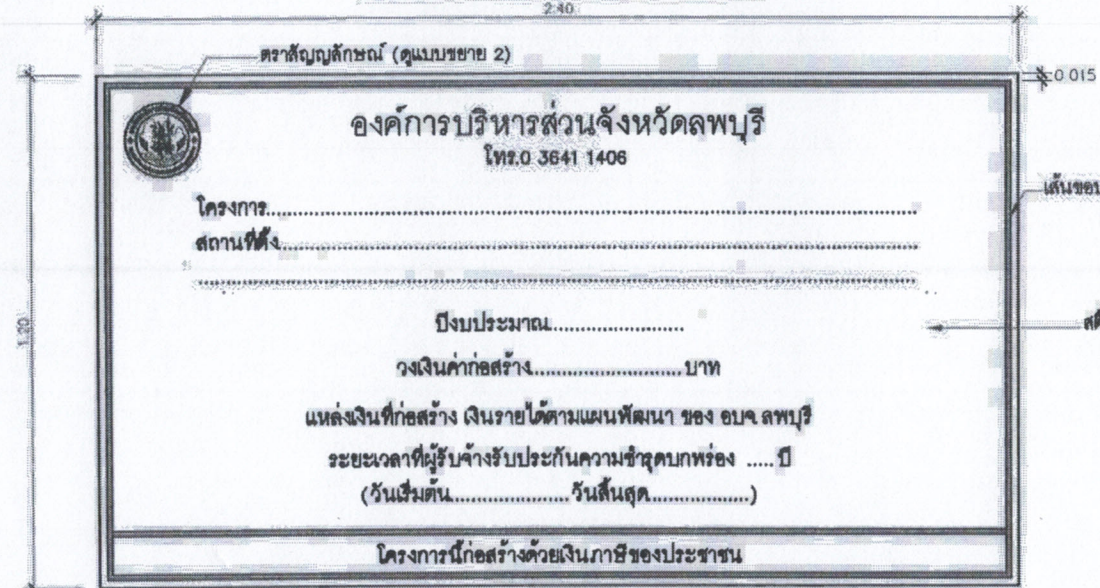 2.40
ตราสัญญลักษณ์ (ดูแบบขยาย 2)
0.015
องค์การบริหารส่วนจังหวัดลพบุรี
โทร.0 3641 1406
เส้นขอบ
โครงการ........................................................................
สถานที่ตั้ง......................................................................
........................................................................
ปีงบประมาณ......................
1.20
วงเงินค่าก่อสร้าง.........................บาท
แหล่งเงินที่ก่อสร้าง เงินรายได้ตามแผนพัฒนา ของ อบจ.ลพบุรี
ระยะเวลาที่ผู้รับจ้างรับประกันความชำรุดบกพร่อง .....ปี
(วันเริ่มต้น...................วันสิ้นสุด.................)
โครงการนี้ก่อสร้างด้วยเงินภาษีของประชาชน